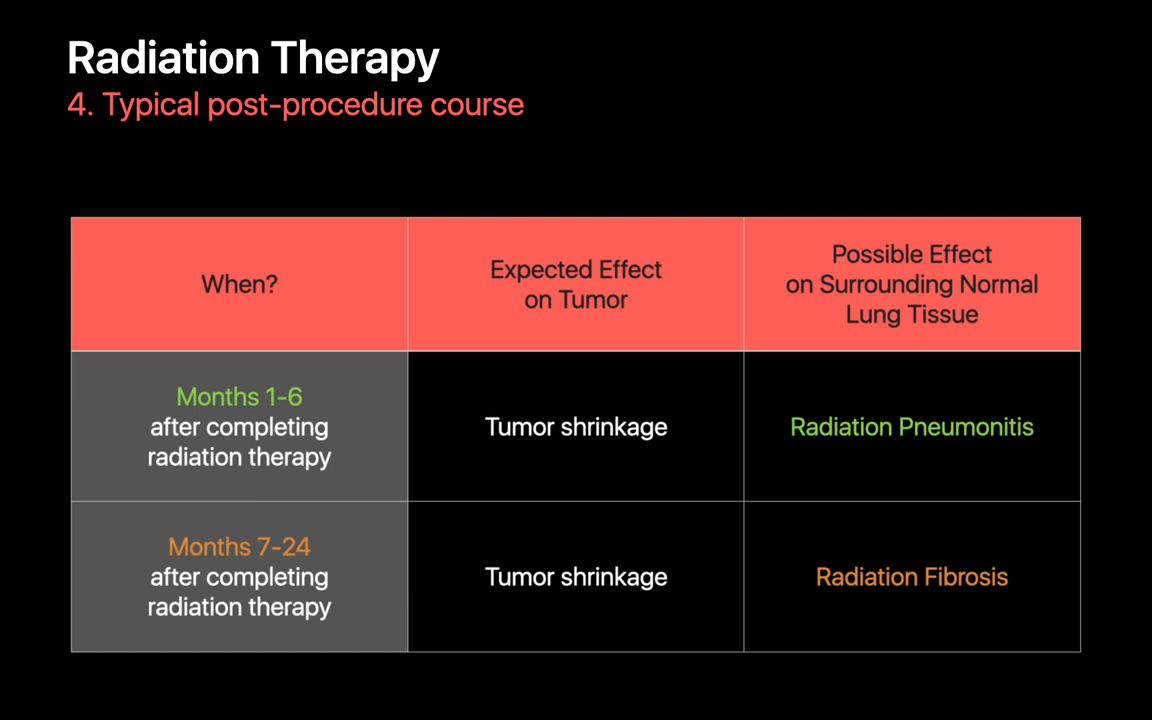 Radiation Therapy
4. Typical post-procedure course
When?
Expected Effect
on Tumor
Possible Effect
on Surrounding Normal
Lung Tissue
Months 1-6
after completing
radiation therapy
Tumor shrinkage
Radiation Pneumonitis
Months 7-24
after completing
radiation therapy
Tumor shrinkage
Radiation Fibrosis